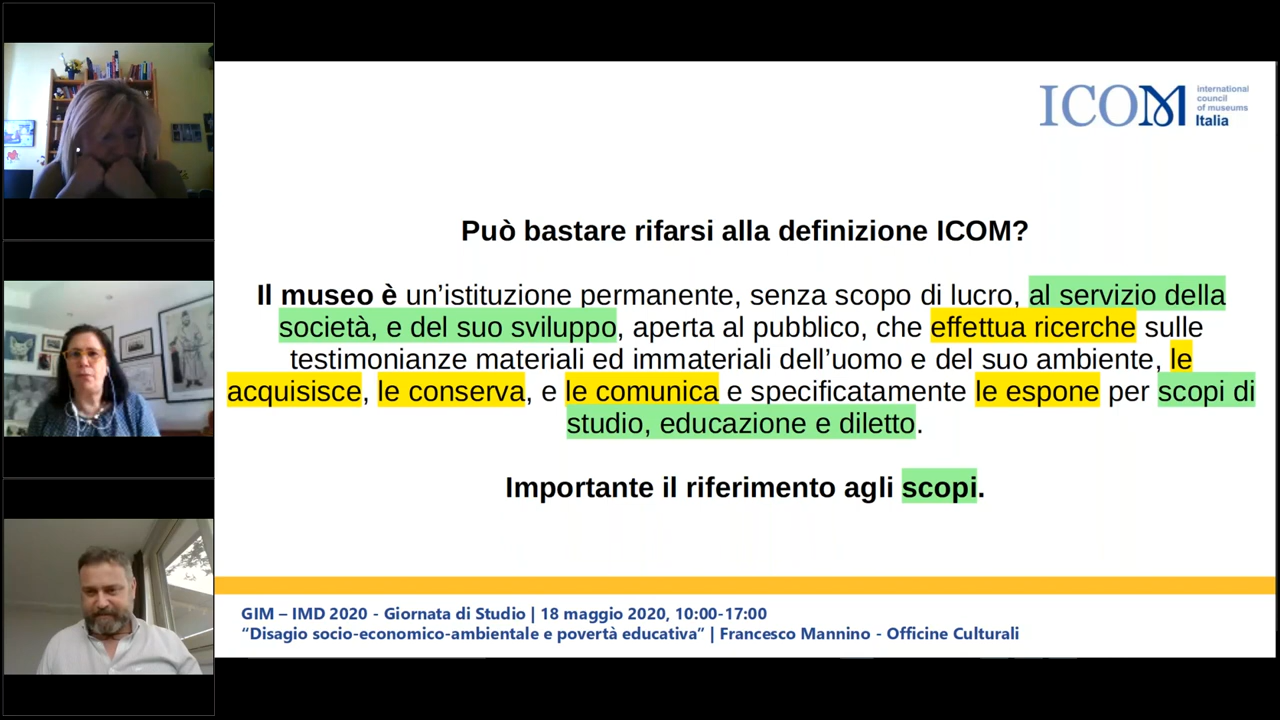 ICOM international
council
of museums
Italia
Può bastare rifarsi alla definizione ICOM?
Il museo è un’istituzione permanente, senza scopo di lucro, al servizio della
società, e del suo sviluppo, aperta al pubblico, che effettua ricerche sulle
testimonianze materiali ed immateriali dell’uomo e del suo ambiente, le
acquisisce, le conserva, e le comunica e specificatamente le espone per scopi di
studio, educazione e diletto.
Importante il riferimento agli scopi.
GIM – IMD 2020 - Giornata di Studio | 18 maggio 2020, 10:00-17:00
“Disagio socio-economico-ambientale e povertà educativa” | Francesco Mannino - Officine Culturali